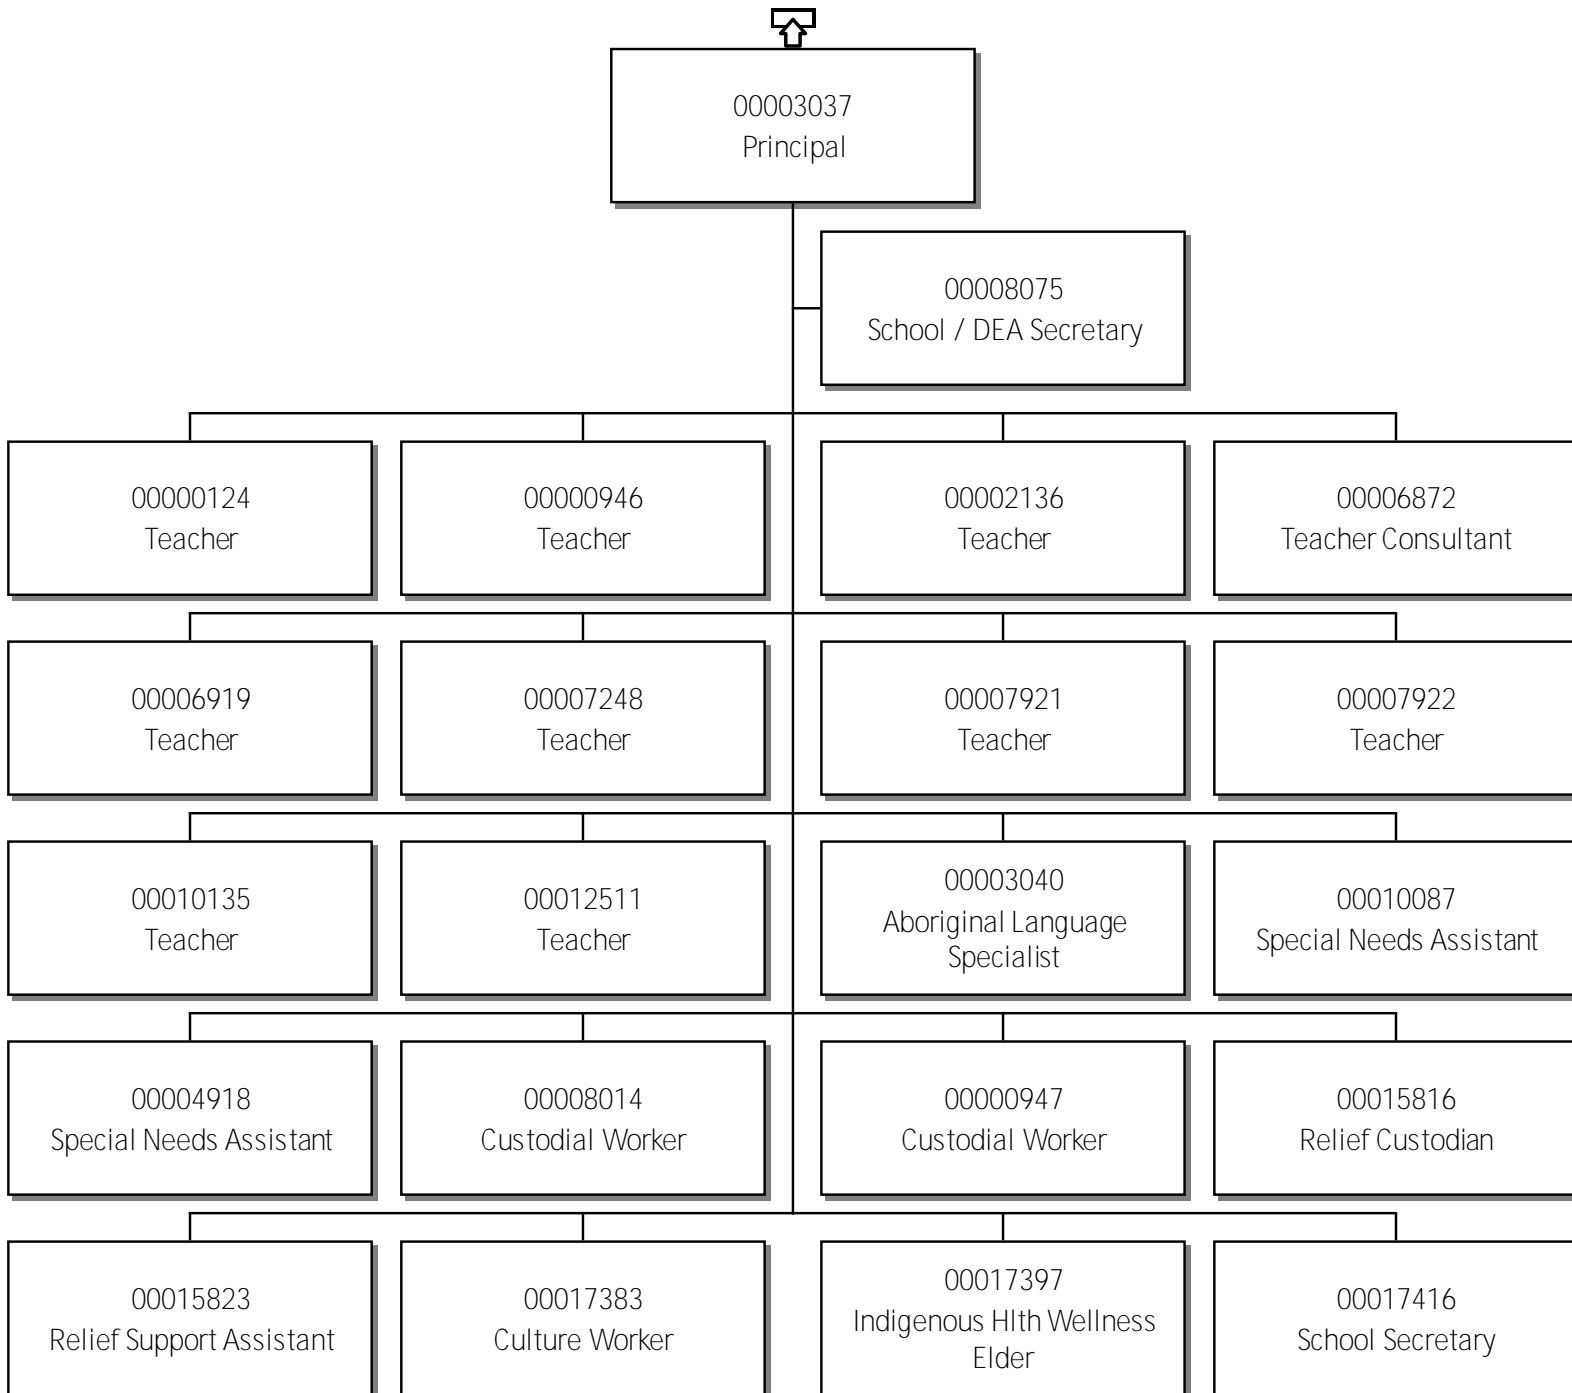 00003037
Principal
00008075
School / DEA Secretary
00000124
Teacher
00000946
Teacher
00002136
Teacher
00006872
Teacher Consultant
00006919
Teacher
00007248
Teacher
00007921
Teacher
00007922
Teacher
00010135
Teacher
00012511
Teacher
00003040
Aboriginal Language
Specialist
00010087
Special Needs Assistant
00004918
Special Needs Assistant
00008014
Custodial Worker
00000947
Custodial Worker
00015816
Relief Custodian
00015823
Relief Support Assistant
00017383
Culture Worker
00017397
Indigenous Hlth Wellness
Elder
00017416
School Secretary